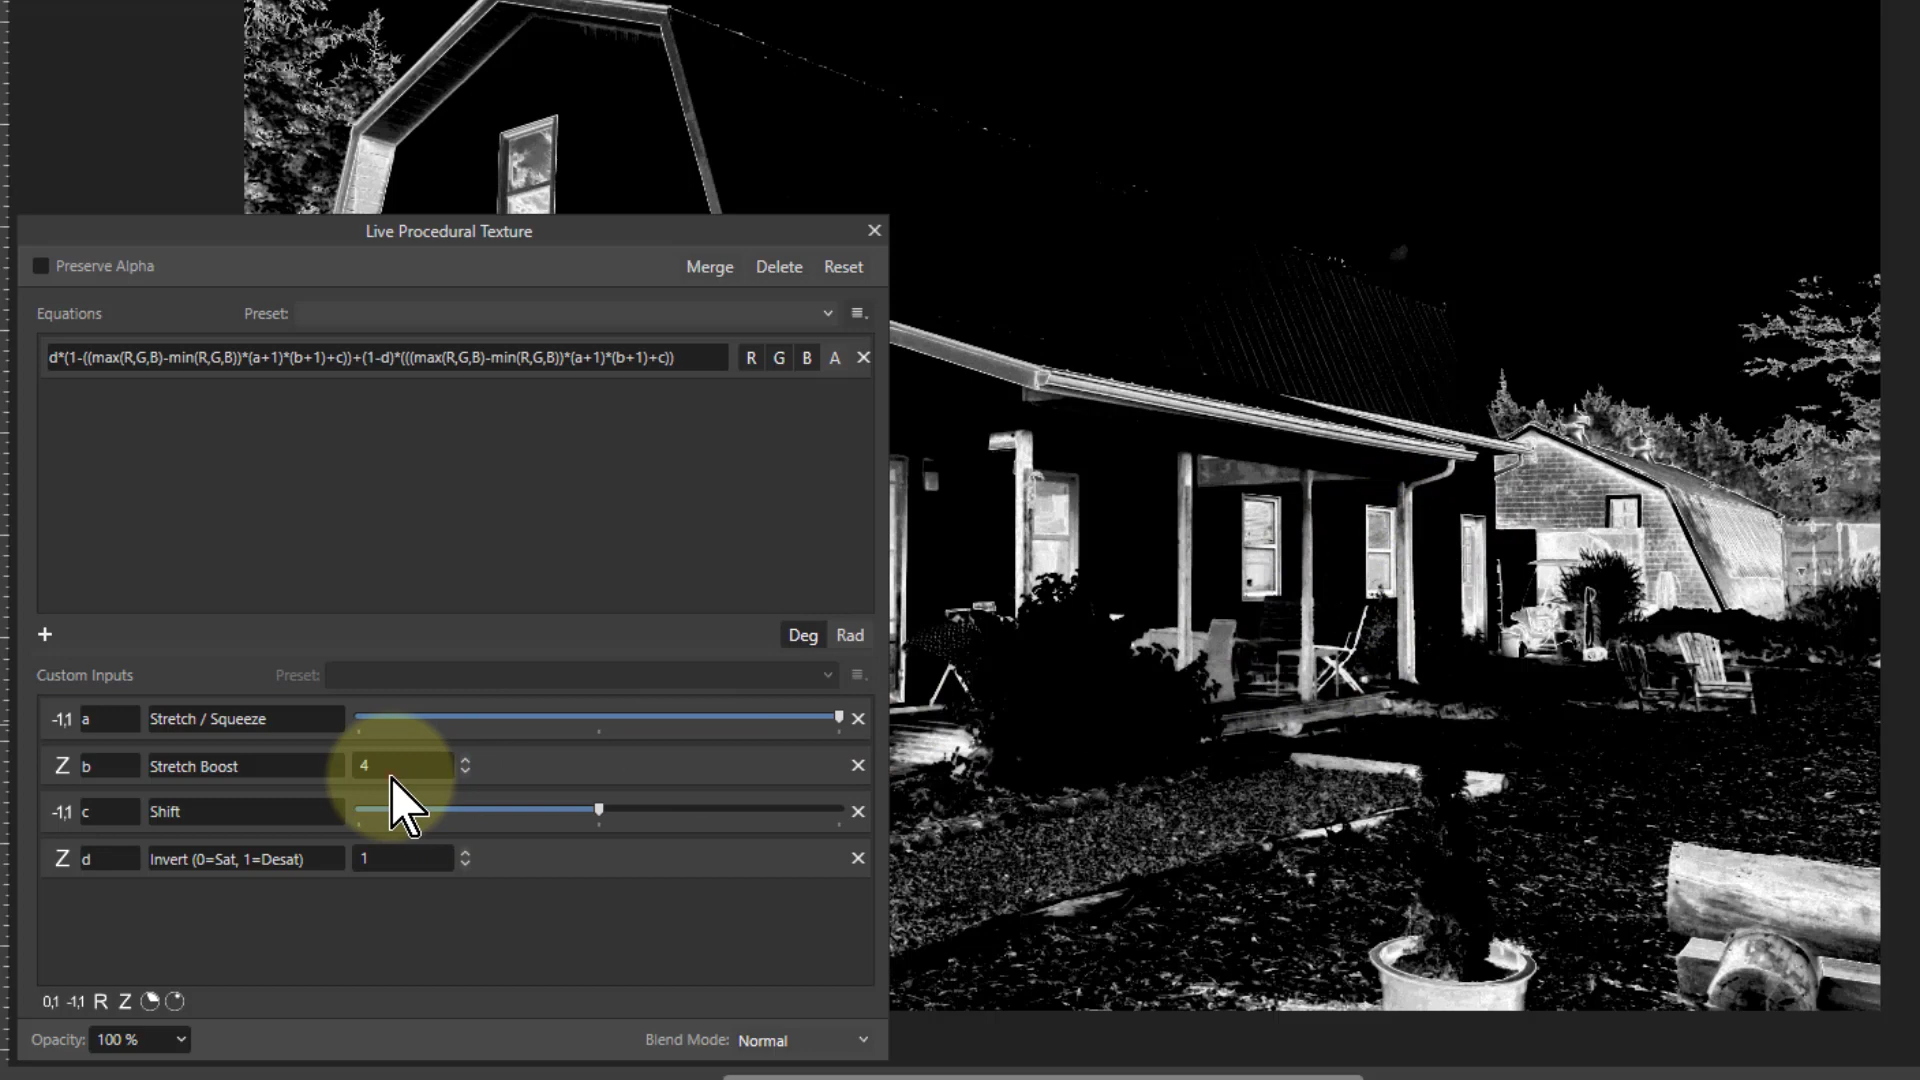 Live Procedural Texture
Preserve Alpha
Merge Delete Reset
Equations Preset:
d*(1-((max(R,G,B)-min(R,G,B))*(a+1)*(b+1)+c))+(1-d)*(((max(R,G,B)-min(R,G,B))*(a+1)*(b+1)+c)) R G B A
Deg Rad
Custom Inputs Preset:
-1,1 a Stretch / Squeeze
Z b Stretch Boost 4
-1,1 c Shift
Z d Invert (0=Sat, 1=Desat) 1
0,1 -1,1 R Z
Opacity: 100 % Blend Mode: Normal